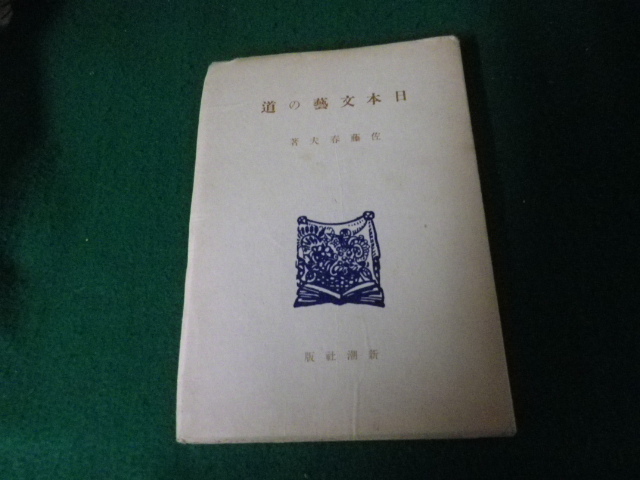 日本文藝の道
佐藤春夫著
新潮社版